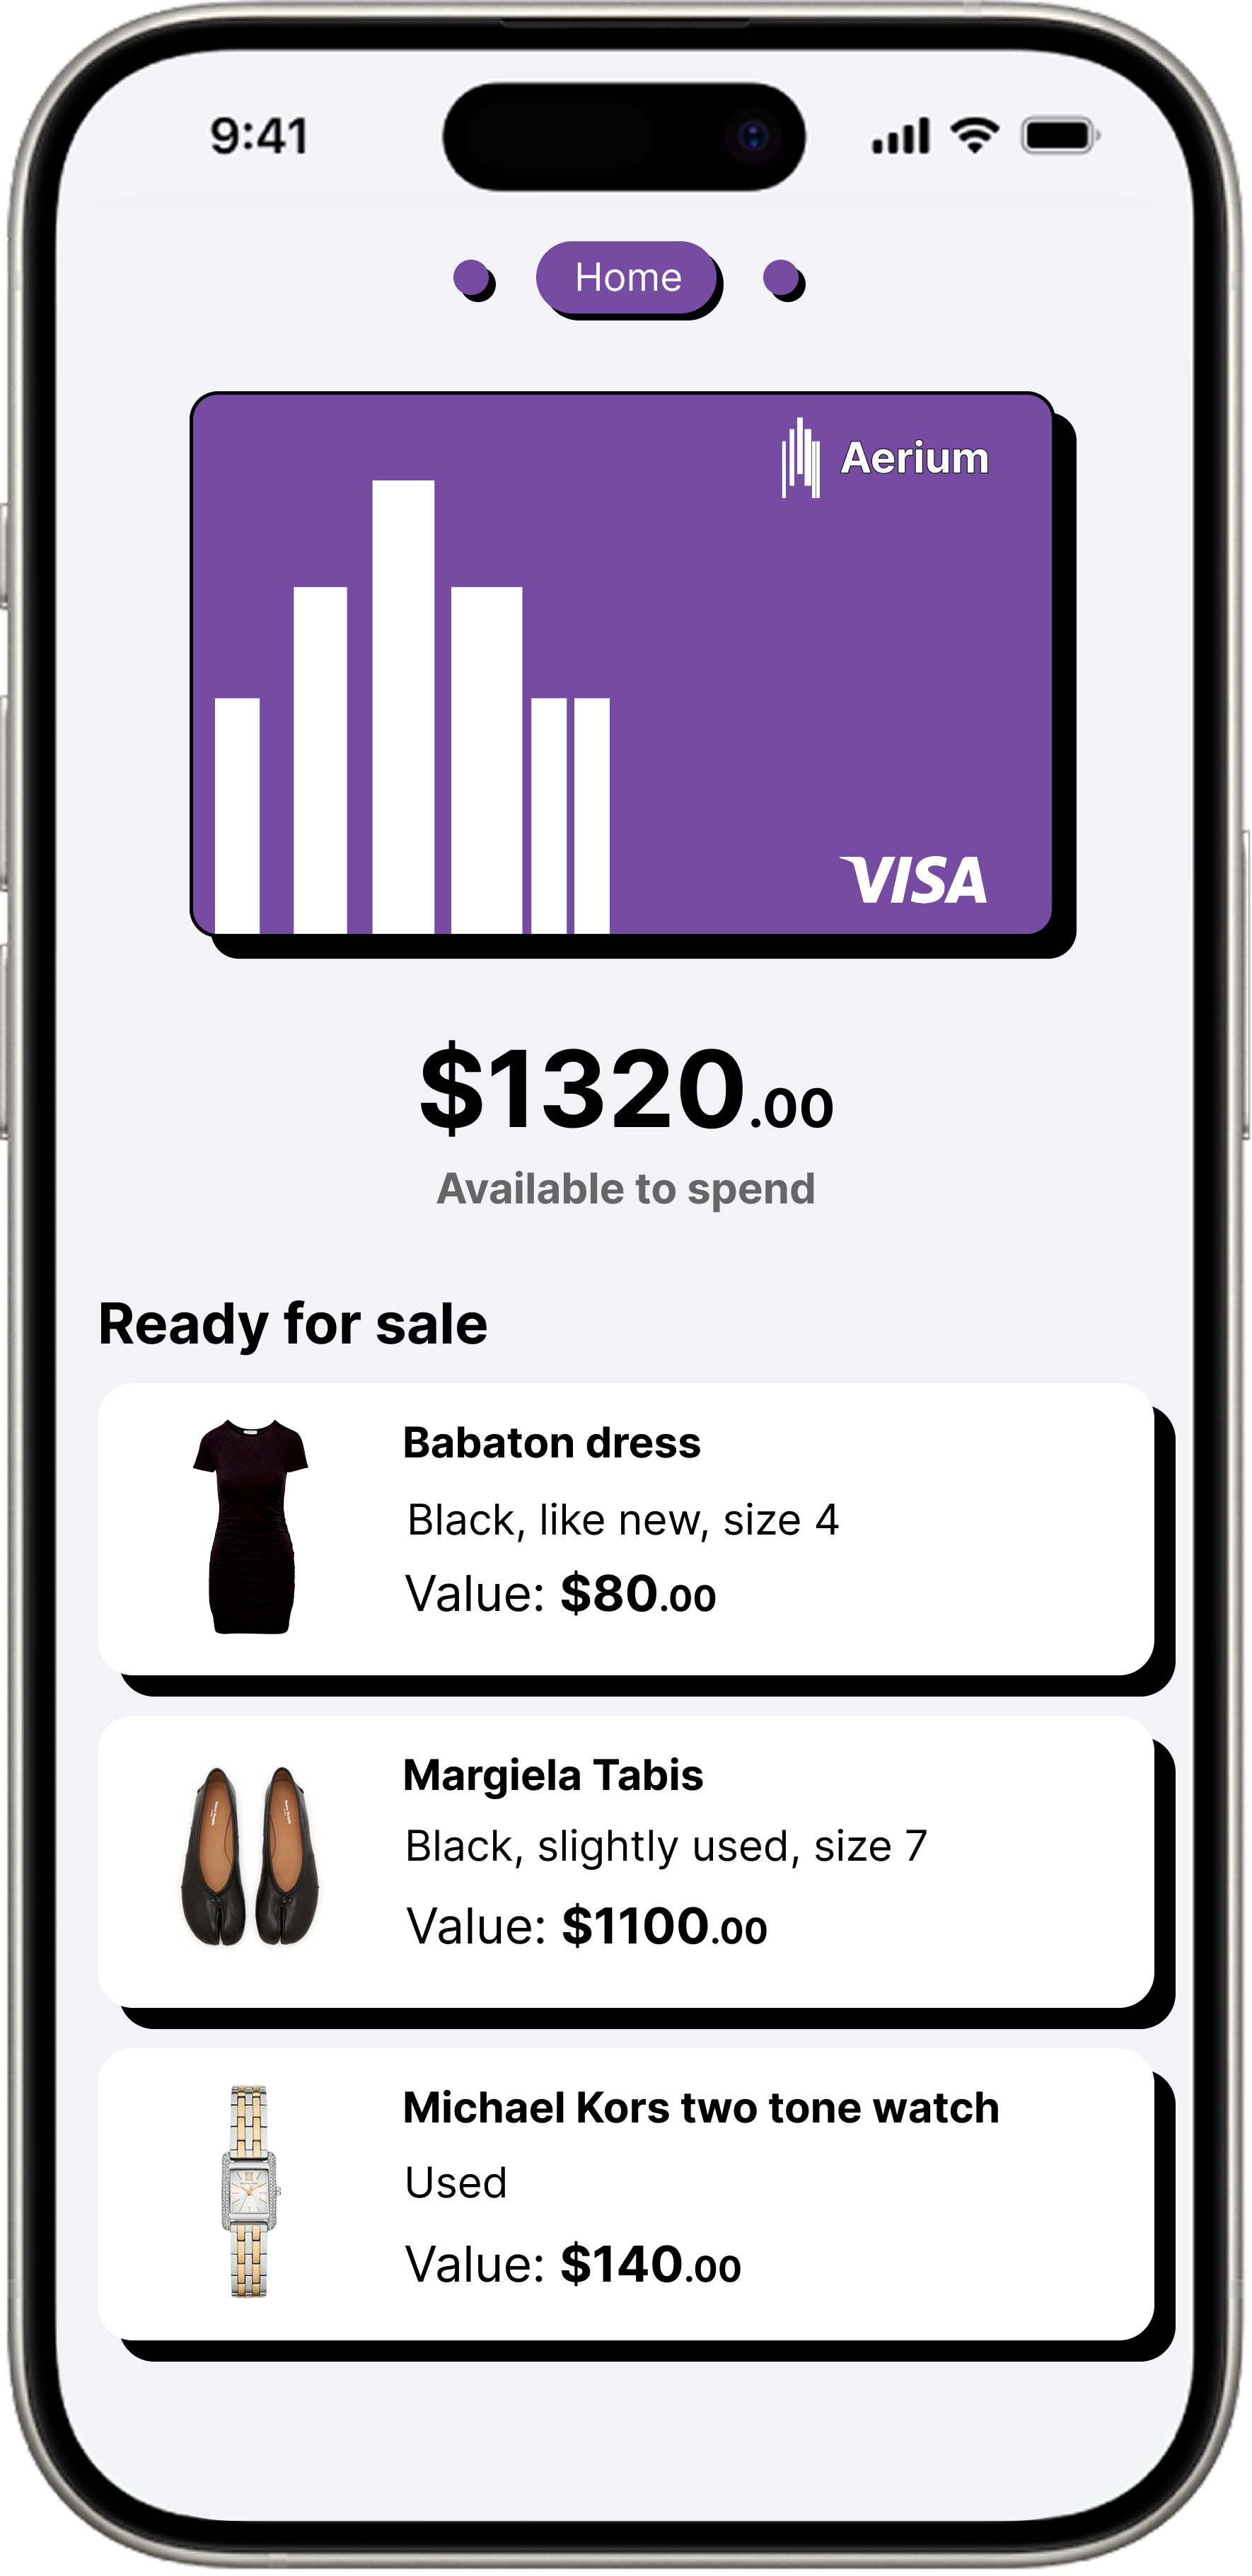 9:41
Home
Aerium
VISA
$1320.00
Available to spend
Ready for sale
Babaton dress
Black, like new, size 4
Value: $80.00
Margiela Tabis
Black, slightly used, size 7
Value: $1100.00
Michael Kors two tone watch
Used
Value: $140.00